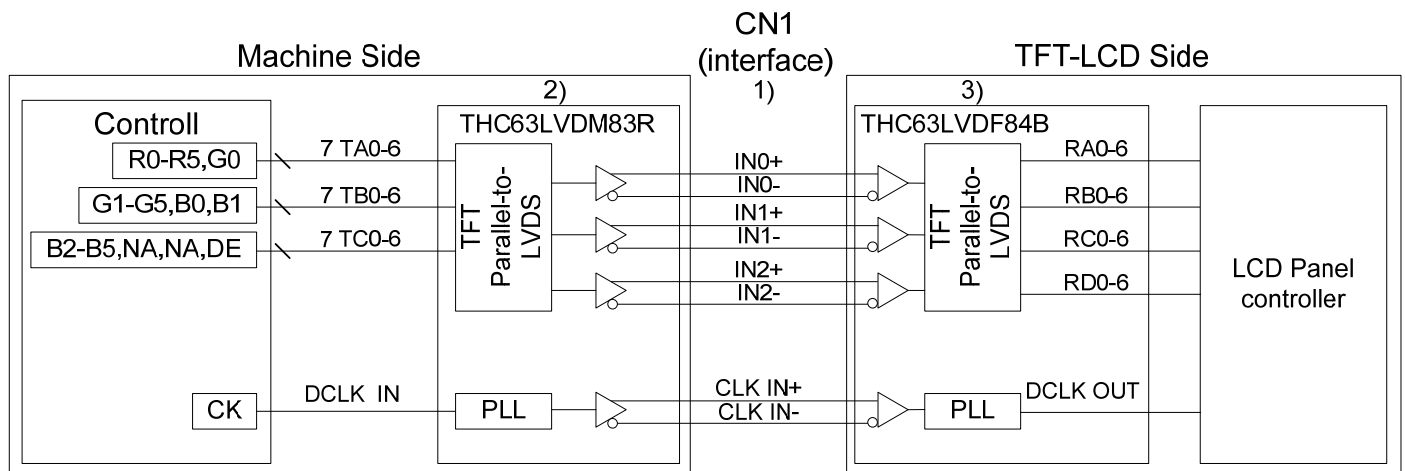 CN1
(interface)
1)
Machine Side
TFT-LCD Side
2)
3)
Controll
THC63LVDM83R
THC63LVDF84B
R0-R5,G0
7 TA0-6
G1-G5,B0,B1
7 TB0-6
B2-B5,NA,NA,DE
7 TC0-6
TFT
Parallel-to-
LVDS
IN0+
IN0-
IN1+
IN1-
IN2+
IN2-
TFT
Parallel-to-
LVDS
RA0-6
RB0-6
RC0-6
RD0-6
LCD Panel
controller
CK
DCLK IN
PLL
CLK IN+
CLK IN-
PLL
DCLK OUT